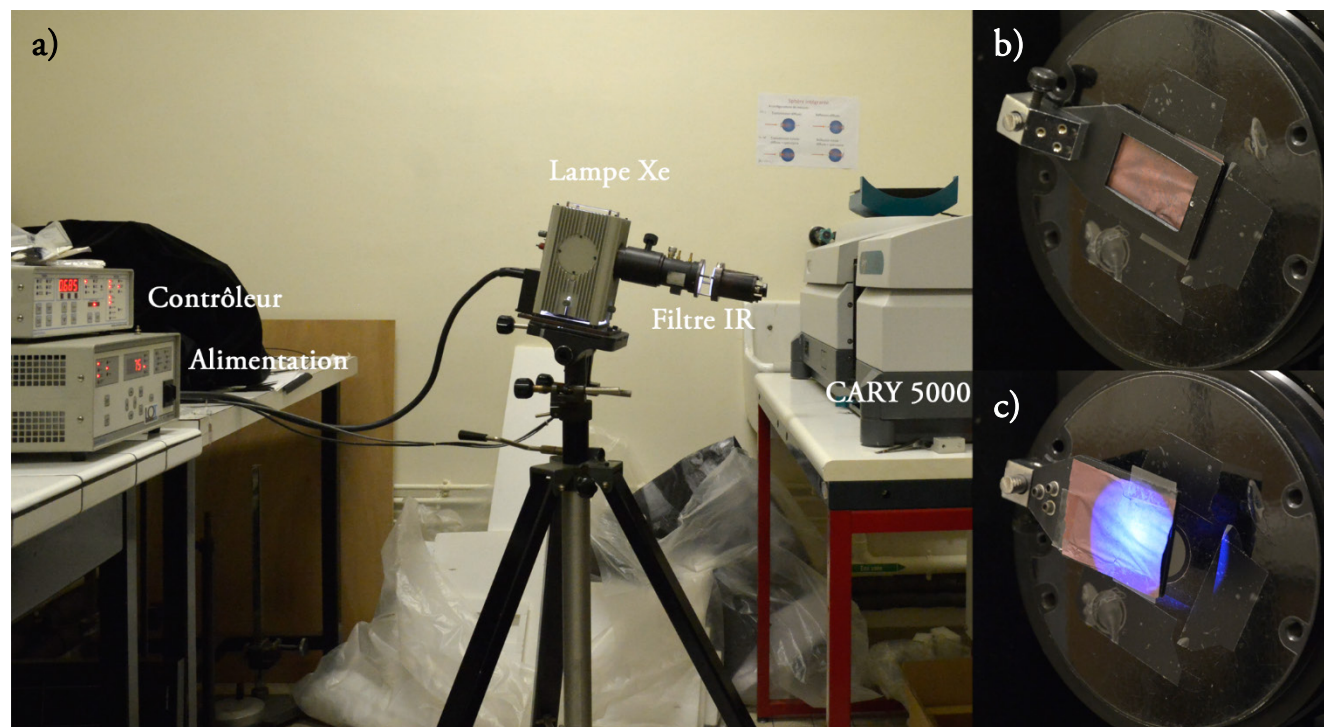 a)
b)
Lampe Xe
Contrôleur
Filtre IR
Alimentation
CARY 5000
c)